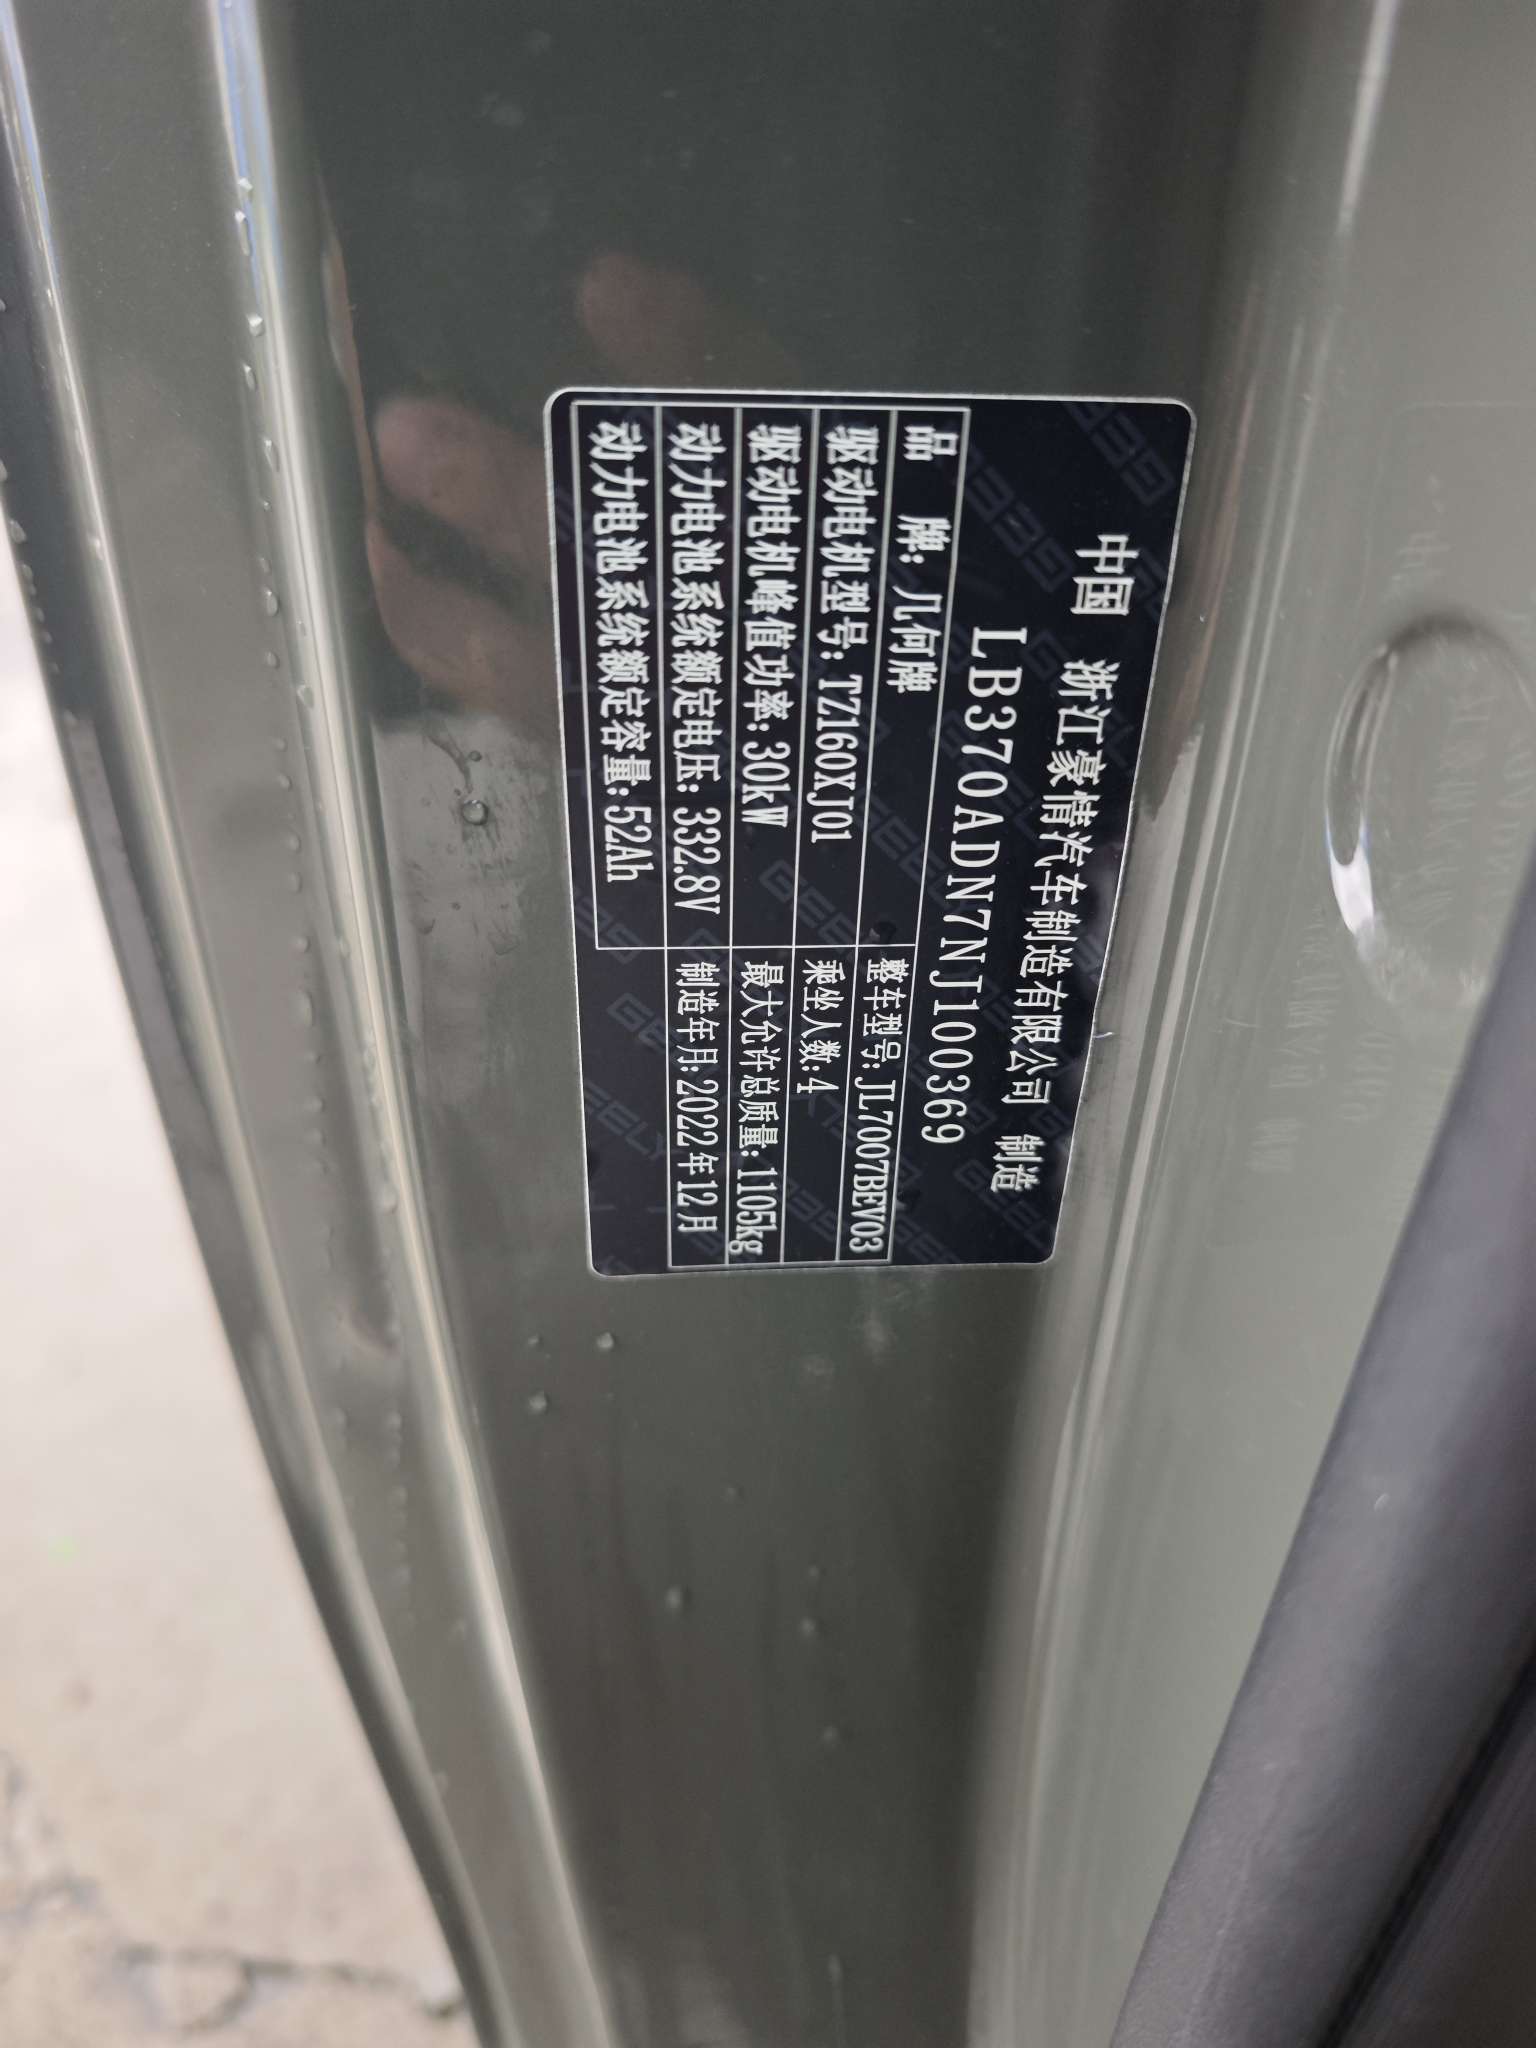 中国 浙江豪情汽车制造有限公司 制造
LB370ADN7NJ100369
品 牌: 几何牌 整车型号: JL7007BEV03
驱动电机型号: TZ160XJ01 乘坐人数: 4
驱动电机峰值功率: 30kW 最大允许总质量: 1105kg
动力电池系统额定电压: 332.8V 制造年月: 2022年12月
动力电池系统额定容量: 52Ah
GEELY